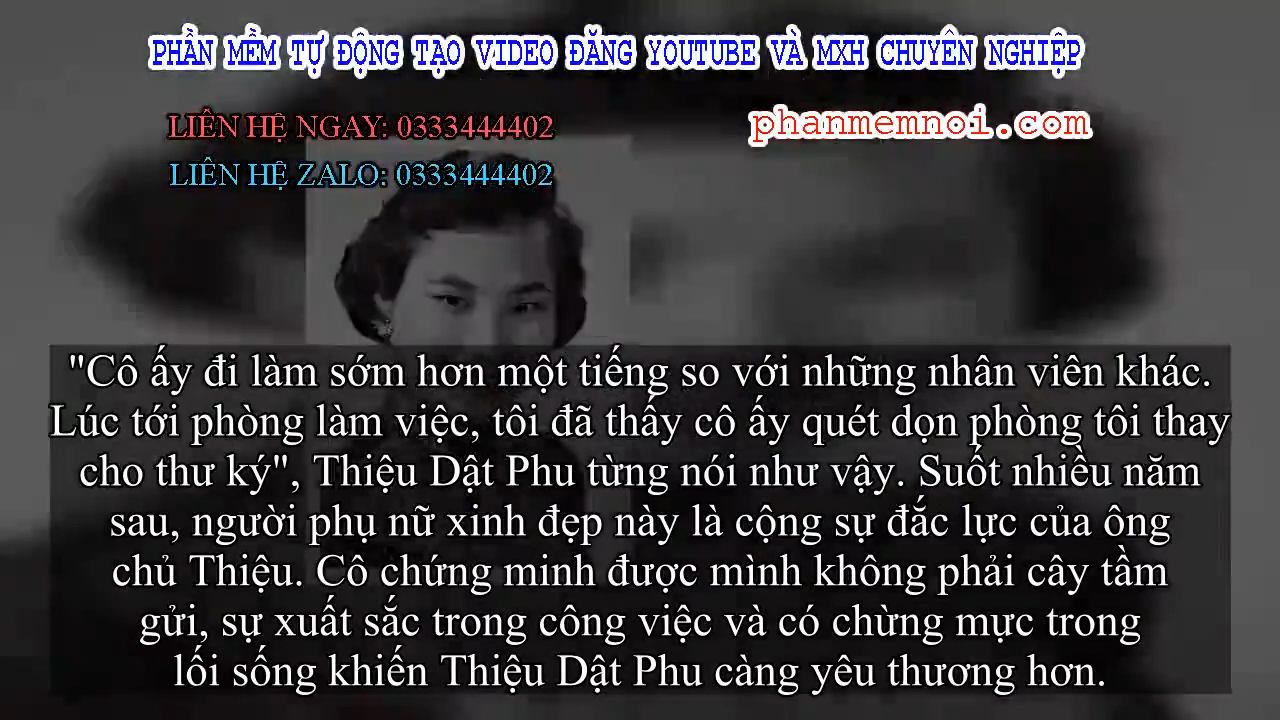 PHẦN MỀM TỰ ĐỘNG TẠO VIDEO ĐĂNG YOUTUBE VÀ MXH CHUYÊN NGHIỆP
LIÊN HỆ NGAY: 0333444402
phanmemnoi.com
LIÊN HỆ ZALO: 0333444402
"Cô ấy đi làm sớm hơn một tiếng so với những nhân viên khác.
Lúc tới phòng làm việc, tôi đã thấy cô ấy quét dọn phòng tôi thay
cho thư ký", Thiệu Dật Phu từng nói như vậy. Suốt nhiều năm
sau, người phụ nữ xinh đẹp này là cộng sự đắc lực của ông
chủ Thiệu. Cô chứng minh được mình không phải cây tầm
gửi, sự xuất sắc trong công việc và có chừng mực trong
lối sống khiến Thiệu Dật Phu càng yêu thương hơn.